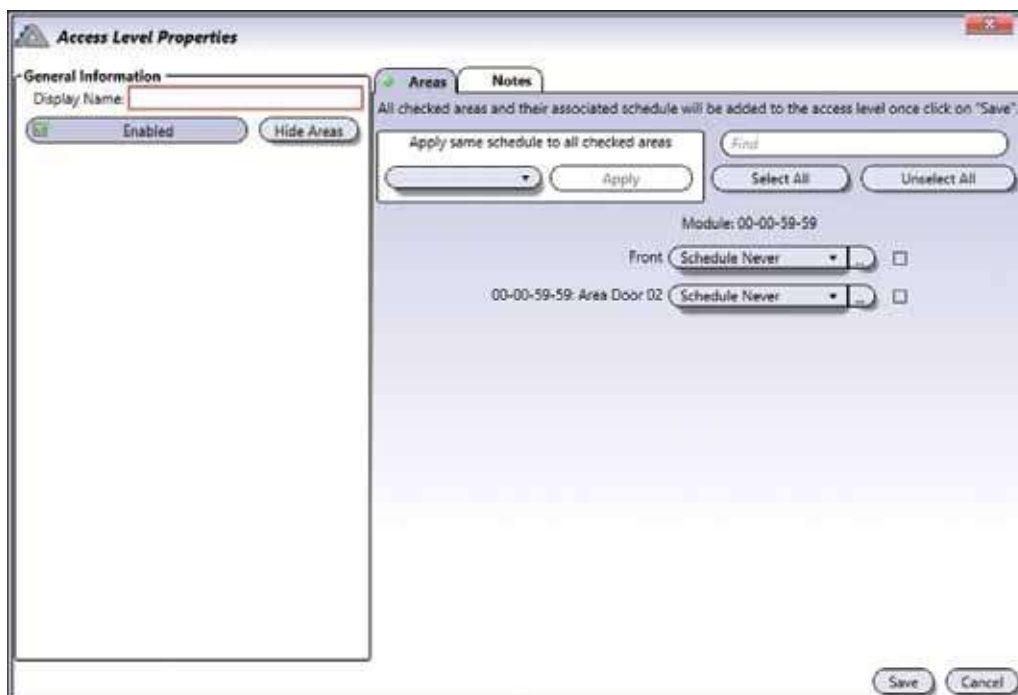 Access Level Properties
General Information
Display Name:
Enabled
Hide Areas
Areas
Notes
All checked areas and their associated schedule will be added to the access level once click on "Save".
Apply same schedule to all checked areas
Apply
Find
Select All
Unselect All
Module: 00-00-59-59
Front
Schedule Never
...
00-00-59-59: Area Door 02
Schedule Never
...
Save
Cancel